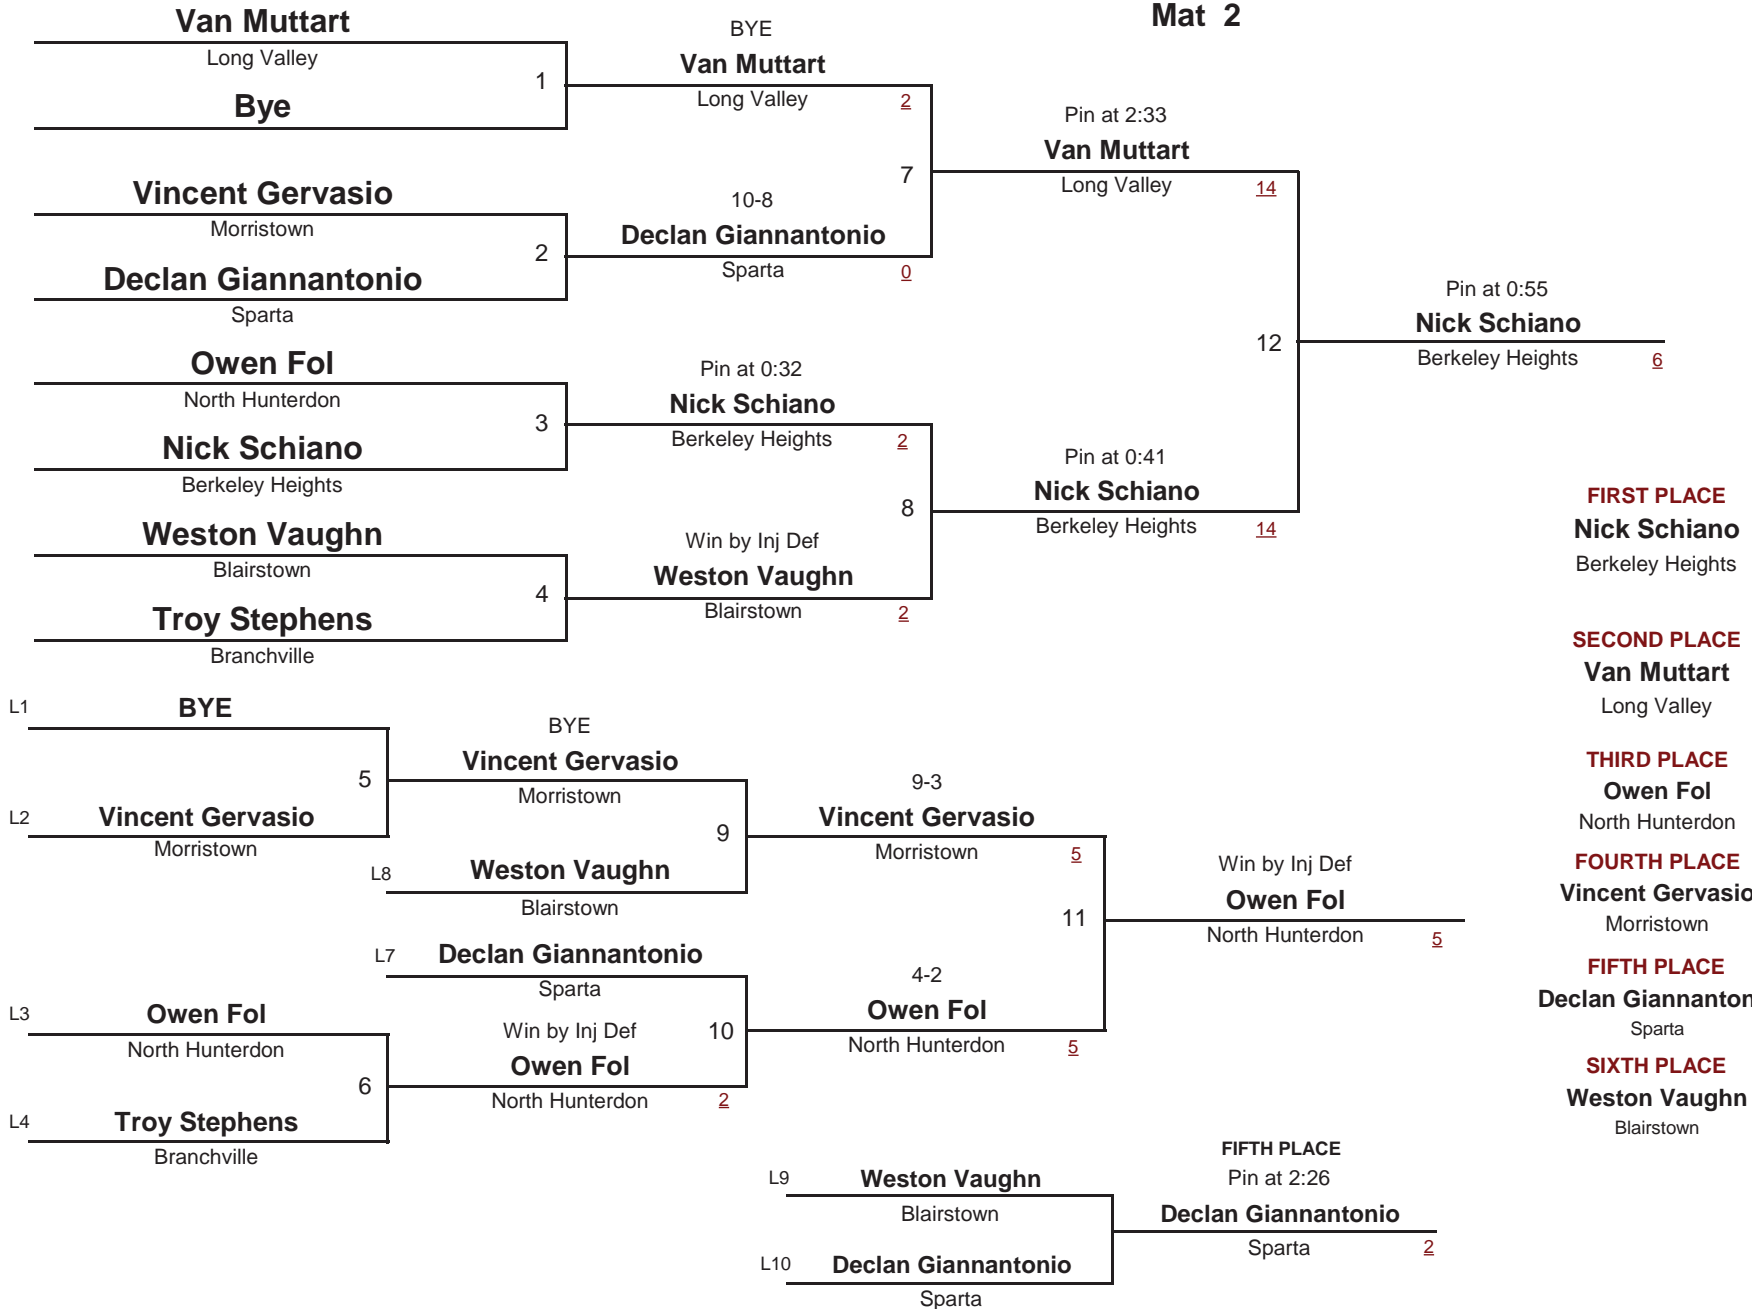 Mat 2
Van Muttart
Long Valley
1
Bye
BYE
Van Muttart
Long Valley 2
Vincent Gervasio
Morristown
2
Declan Giannantonio
Sparta
10-8
Declan Giannantonio
Sparta 0
7
Pin at 2:33
Van Muttart
Long Valley 14
Owen Fol
North Hunterdon
3
Nick Schiano
Berkeley Heights
Pin at 0:32
Nick Schiano
Berkeley Heights 2
Weston Vaughn
Blairstown
4
Troy Stephens
Branchville
Win by Inj Def
Weston Vaughn
Blairstown 2
8
Pin at 0:41
Nick Schiano
Berkeley Heights 14
12
Pin at 0:55
Nick Schiano
Berkeley Heights 6
FIRST PLACE
Nick Schiano
Berkeley Heights
SECOND PLACE
Van Muttart
Long Valley
THIRD PLACE
Owen Fol
North Hunterdon
FOURTH PLACE
Vincent Gervasio
Morristown
FIFTH PLACE
Declan Giannanton
Sparta
SIXTH PLACE
Weston Vaughn
Blairstown
L1 BYE
5
L2 Vincent Gervasio
Morristown
BYE
Vincent Gervasio
Morristown
9
L8 Weston Vaughn
Blairstown
9-3
Vincent Gervasio
Morristown 5
L7 Declan Giannantonio
Sparta
L3 Owen Fol
North Hunterdon
6
L4 Troy Stephens
Branchville
Win by Inj Def
Owen Fol
North Hunterdon 2
10
4-2
Owen Fol
North Hunterdon 5
11
Win by Inj Def
Owen Fol
North Hunterdon 5
L9 Weston Vaughn
Blairstown
L10 Declan Giannantonio
Sparta
FIFTH PLACE
Pin at 2:26
Declan Giannantonio
Sparta 2